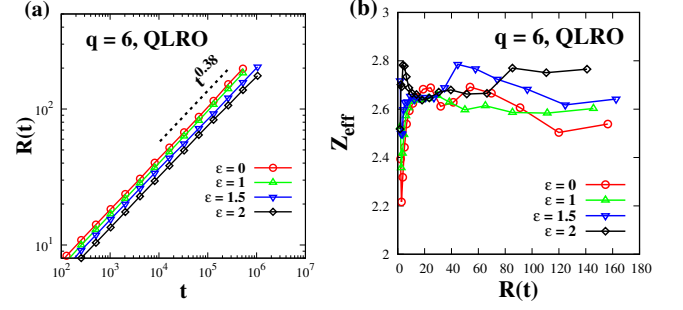 (a)
q = 6, QLRO
t^0.38
R(t)
10^2
10^1
ε = 0
ε = 1
ε = 1.5
ε = 2
10^2 10^3 10^4 10^5 10^6 10^7
t
(b)
q = 6, QLRO
Z_eff
3
2.8
2.6
2.4
2.2
2
ε = 0
ε = 1
ε = 1.5
ε = 2
0 20 40 60 80 100 120 140 160 180
R(t)